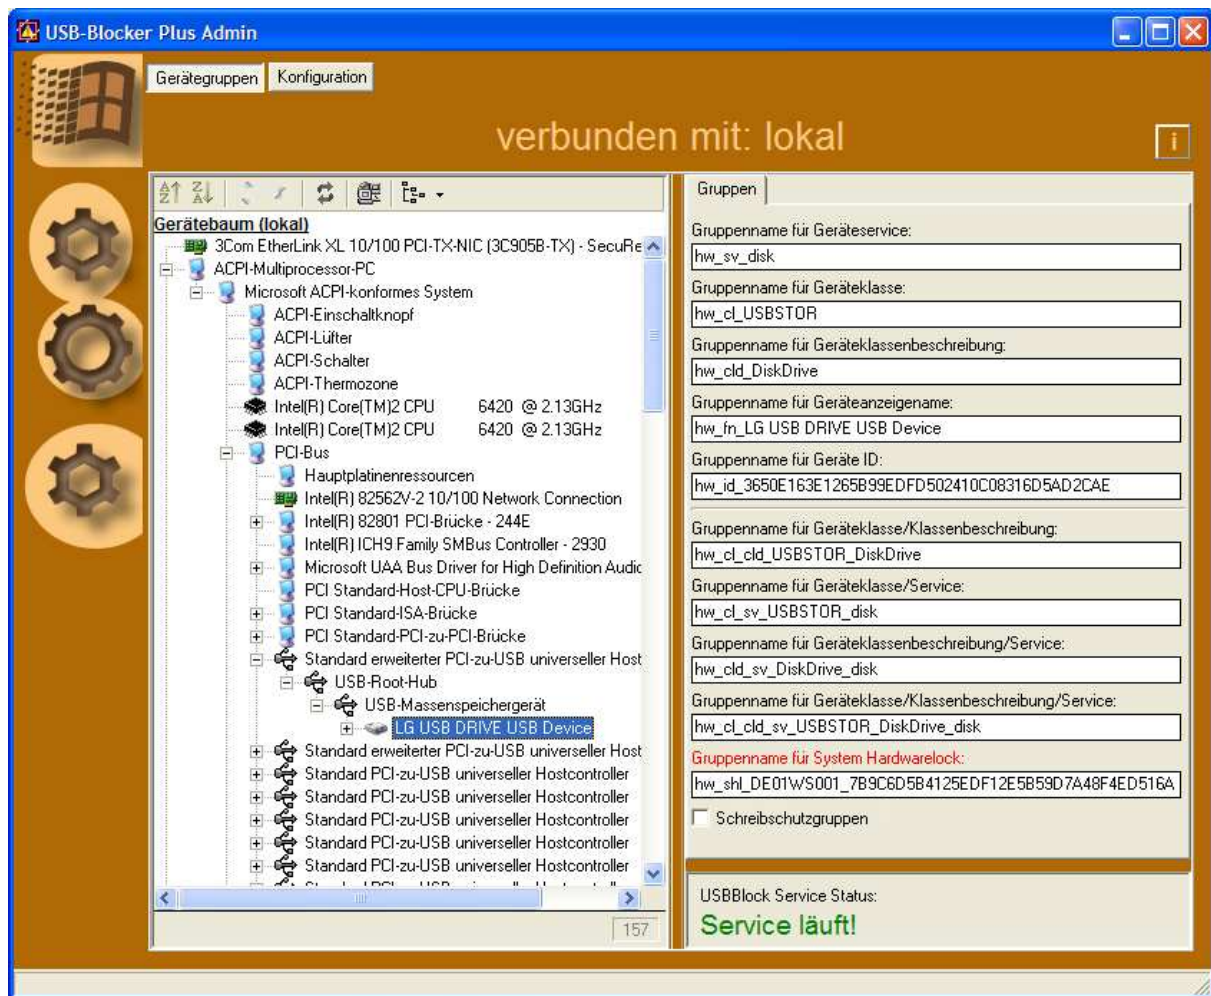 USB-Blocker Plus Admin
Gerätegruppen Konfiguration
verbunden mit: lokal
i
Gerätebaum (lokal)
3Com EtherLink XL 10/100 PCI-TX-NIC (3C905B-TX) - SecuRe
ACPI-Multiprocessor-PC
Microsoft ACPI-konformes System
ACPI-Einschaltknopf
ACPI-Lüfter
ACPI-Schalter
ACPI-Thermozone
Intel(R) Core(TM)2 CPU 6420 @ 2.13GHz
Intel(R) Core(TM)2 CPU 6420 @ 2.13GHz
PCI-Bus
Hauptplatinenressourcen
Intel(R) 82562V-2 10/100 Network Connection
Intel(R) 82801 PCI-Brücke - 244E
Intel(R) ICH9 Family SMBus Controller - 2930
Microsoft UAA Bus Driver for High Definition Audio
PCI Standard-Host-CPU-Brücke
PCI Standard-ISA-Brücke
PCI Standard-PCI-zu-PCI-Brücke
Standard erweiterter PCI-zu-USB universeller Host
USB-Root-Hub
USB-Massenspeichergerät
LG USB DRIVE USB Device
Standard erweiterter PCI-zu-USB universeller Host
Standard PCI-zu-USB universeller Hostcontroller
Standard PCI-zu-USB universeller Hostcontroller
Standard PCI-zu-USB universeller Hostcontroller
Standard PCI-zu-USB universeller Hostcontroller
Standard PCI-zu-USB universeller Hostcontroller
157
Gruppen
Gruppenname für Geräteservice:
hw_sv_disk
Gruppenname für Geräteklasse:
hw_cl_USBSTOR
Gruppenname für Geräteklassenbeschreibung:
hw_cld_DiskDrive
Gruppenname für Geräteanzeigename:
hw_fn_LG USB DRIVE USB Device
Gruppenname für Geräte ID:
hw_id_3650E163E1265B99EDFD502410C08316D5AD2CAE
Gruppenname für Geräteklasse/Klassenbeschreibung:
hw_cl_cld_USBSTOR_DiskDrive
Gruppenname für Geräteklasse/Service:
hw_cl_sv_USBSTOR_disk
Gruppenname für Geräteklassenbeschreibung/Service:
hw_cld_sv_DiskDrive_disk
Gruppenname für Geräteklasse/Klassenbeschreibung/Service:
hw_cl_cld_sv_USBSTOR_DiskDrive_disk
Gruppenname für System Hardwarelock:
hw_shl_DE01WS001_7B9C6D5B4125EDF12E5B59D7A48F4ED516A
Schreibschutzgruppen
USBBlock Service Status:
Service läuft!